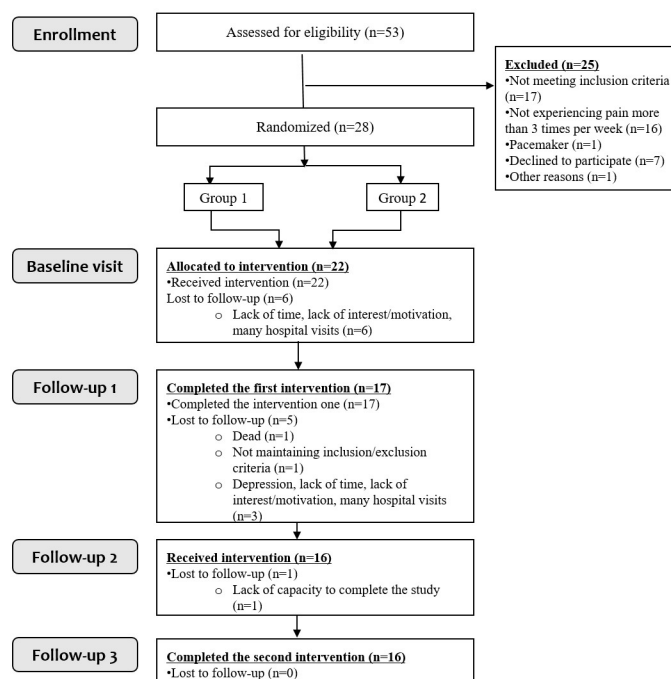 Enrollment
Assessed for eligibility (n=53)
Excluded (n=25)
•Not meeting inclusion criteria
(n=17)
•Not experiencing pain more
than 3 times per week (n=16)
•Pacemaker (n=1)
•Declined to participate (n=7)
•Other reasons (n=1)
Randomized (n=28)
Group 1
Group 2
Baseline visit
Allocated to intervention (n=22)
•Received intervention (n=22)
Lost to follow-up (n=6)
o Lack of time, lack of interest/motivation,
many hospital visits (n=6)
Follow-up 1
Completed the first intervention (n=17)
•Completed the intervention one (n=17)
•Lost to follow-up (n=5)
o Dead (n=1)
o Not maintaining inclusion/exclusion
criteria (n=1)
o Depression, lack of time, lack of
interest/motivation, many hospital visits
(n=3)
Follow-up 2
Received intervention (n=16)
•Lost to follow-up (n=1)
o Lack of capacity to complete the study
(n=1)
Follow-up 3
Completed the second intervention (n=16)
•Lost to follow-up (n=0)